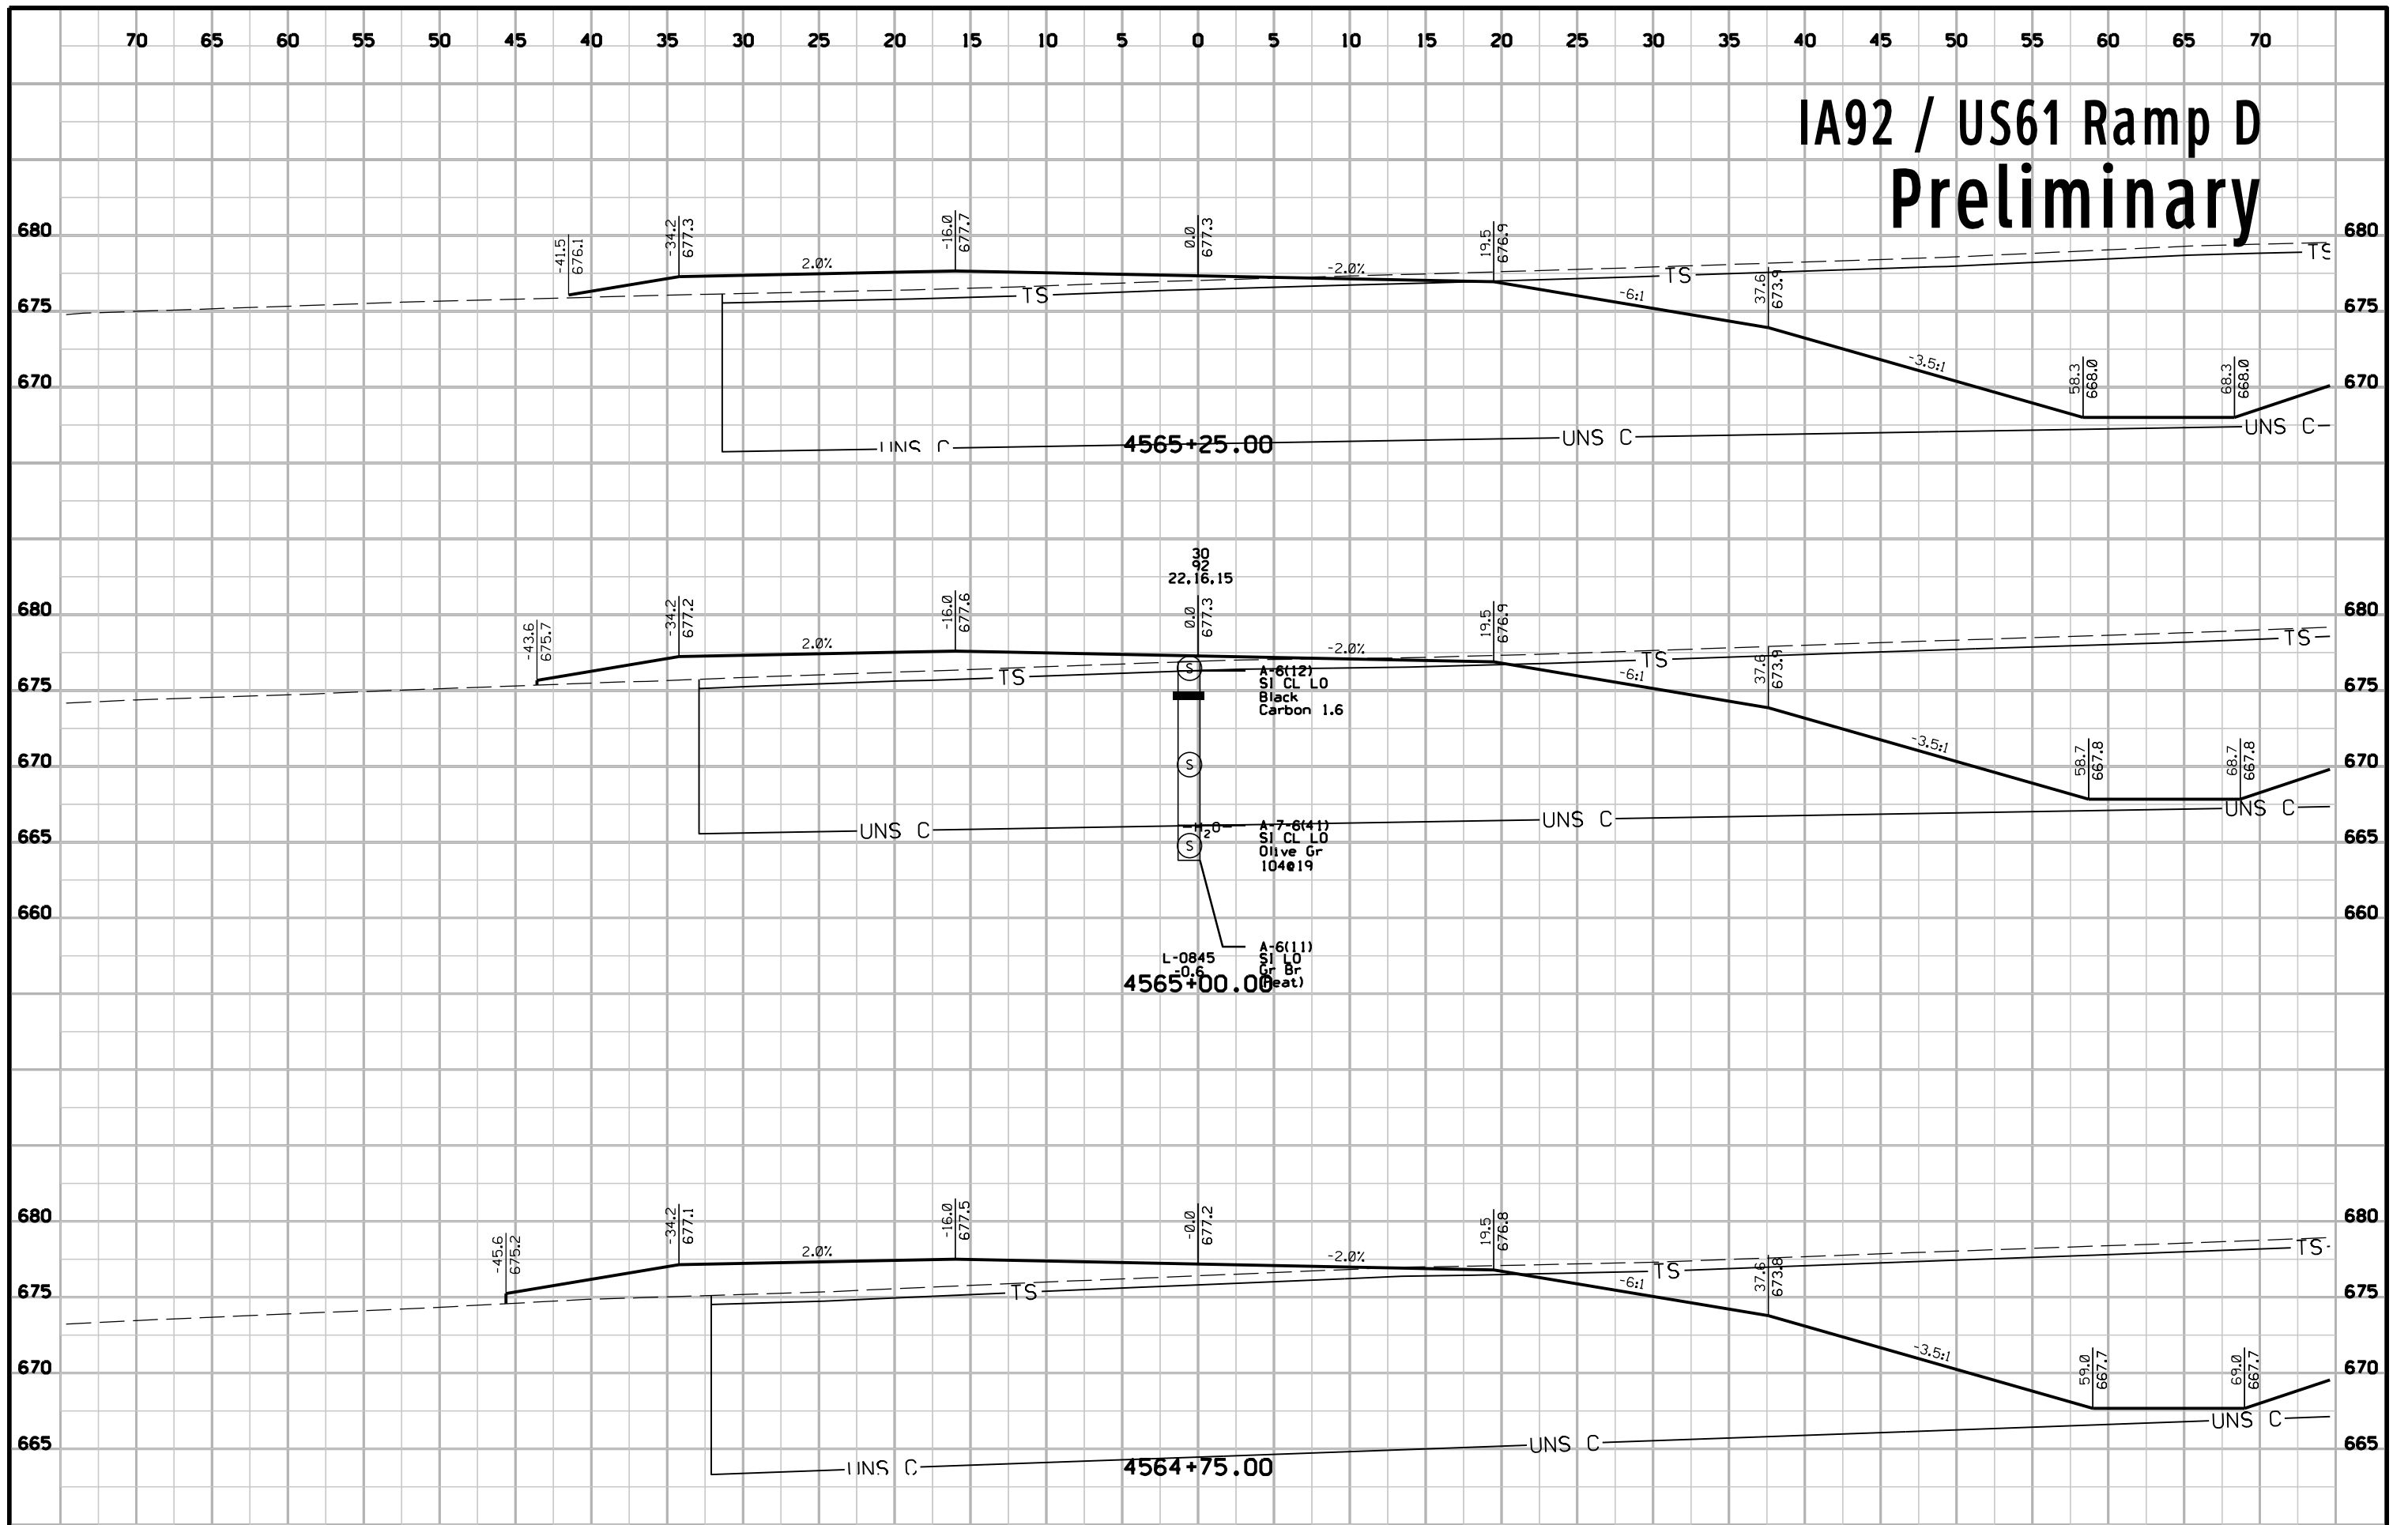 70 65 60 55 50 45 40 35 30 25 20 15 10 5 0 5 10 15 20 25 30 35 40 45 50 55 60 65 70
IA92 / US61 Ramp D
Preliminary
680 680
675 675
670 670
-41.5 676.1
-34.2 677.3
2.0%
-16.0 677.7
0.0 677.3
-2.0%
19.5 676.9
-6:1
37.6 673.9
-3.5:1
58.3 668.0
68.3 668.0
TS TS TS
UNS C UNS C UNS C
4565+25.00
30
92
22,16,15
680 680
675 675
670 670
665 665
660 660
-43.6 675.7
-34.2 677.2
2.0%
-16.0 677.6
0.0 677.3
-2.0%
19.5 676.9
-6:1
37.6 673.9
-3.5:1
58.7 667.8
68.7 667.8
TS TS TS
S
A-6(12)
SI CL LO
Black
Carbon 1.6
S
UNS C UNS C UNS C
H2O
A-7-6(41)
SI CL LO
Olive Gr
104@19
S
A-6(11)
SI LO
Gr Br
(Peat)
L-0845
-0.6
4565+00.00
680 680
675 675
670 670
665 665
-45.6 675.2
-34.2 677.1
2.0%
-16.0 677.5
-0.0 677.2
-2.0%
19.5 676.8
-6:1
37.6 673.8
-3.5:1
59.0 667.7
69.0 667.7
TS TS TS
UNS C UNS C UNS C
4564+75.00